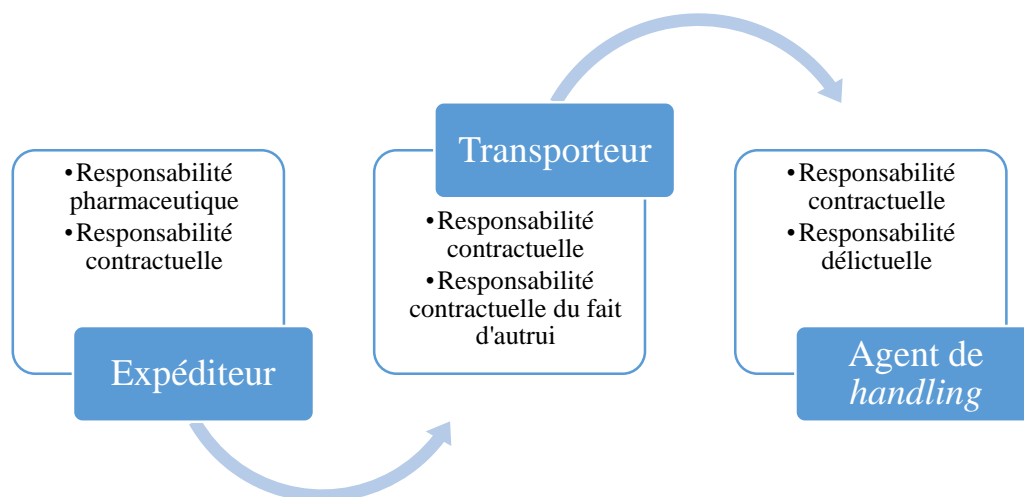 •Responsabilité
pharmaceutique
•Responsabilité
contractuelle
Expéditeur
Transporteur
•Responsabilité
contractuelle
•Responsabilité
contractuelle du fait
d'autrui
•Responsabilité
contractuelle
•Responsabilité
délictuelle
Agent de
handling